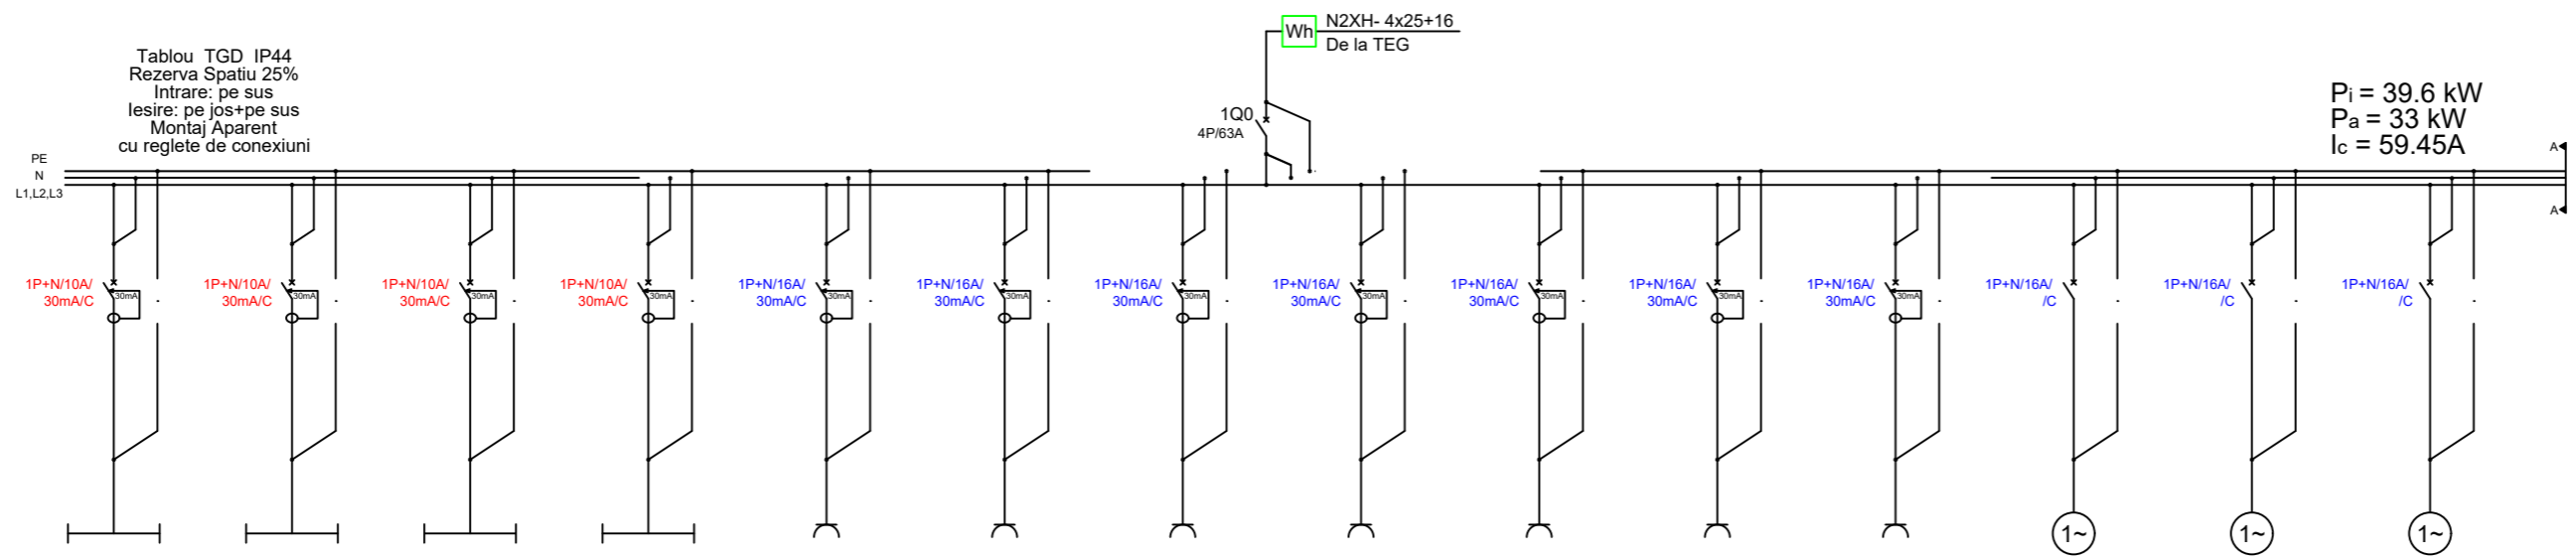 N2XH- 4x25+16
Wh
De la TEG
Tablou TGD IP44
Rezerva Spatiu 25%
Intrare: pe sus
Iesire: pe jos+pe sus
Montaj Aparent
cu reglete de conexiuni
1Q0
4P/63A
Pi = 39.6 kW
Pa = 33 kW
Ic = 59.45A
PE
N
L1,L2,L3
A
A
1P+N/10A/
30mA/C
30mA
1P+N/10A/
30mA/C
30mA
1P+N/10A/
30mA/C
30mA
1P+N/10A/
30mA/C
30mA
1P+N/16A/
30mA/C
30mA
1P+N/16A/
30mA/C
30mA
1P+N/16A/
30mA/C
30mA
1P+N/16A/
30mA/C
30mA
1P+N/16A/
30mA/C
30mA
1P+N/16A/
30mA/C
30mA
1P+N/16A/
30mA/C
30mA
1P+N/16A/
/C
1P+N/16A/
/C
1P+N/16A/
/C
1~
1~
1~